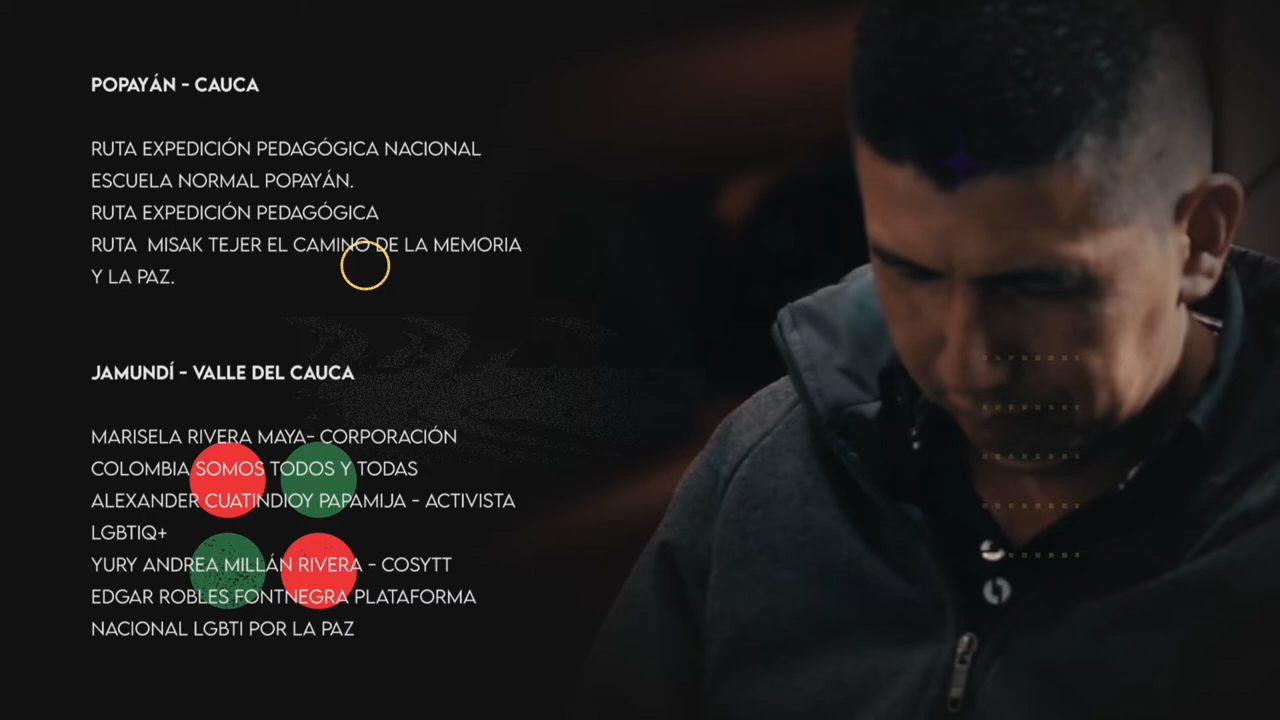 POPAYÁN - CAUCA
RUTA EXPEDICIÓN PEDAGÓGICA NACIONAL
ESCUELA NORMAL POPAYÁN.
RUTA EXPEDICIÓN PEDAGÓGICA
RUTA MISAK TEJER EL CAMINO DE LA MEMORIA
Y LA PAZ.
JAMUNDÍ - VALLE DEL CAUCA
MARISELA RIVERA MAYA- CORPORACIÓN
COLOMBIA SOMOS TODOS Y TODAS
ALEXANDER CUATINDIOY PAPAMIJA - ACTIVISTA
LGBTIQ+
YURY ANDREA MILLÁN RIVERA - COSYTT
EDGAR ROBLES FONTNEGRA PLATAFORMA
NACIONAL LGBTI POR LA PAZ